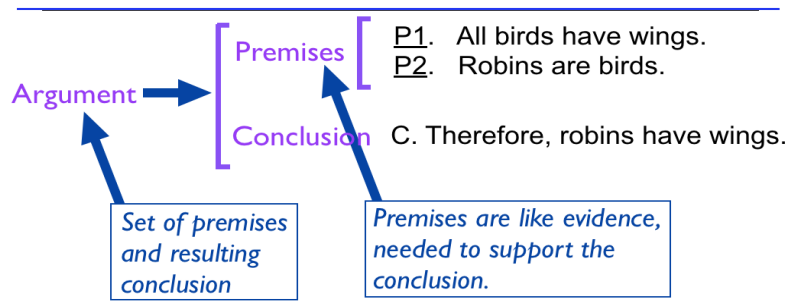 P1. All birds have wings.
Premises
P2. Robins are birds.
Argument
Conclusion C. Therefore, robins have wings.
Set of premises
and resulting
conclusion
Premises are like evidence,
needed to support the
conclusion.